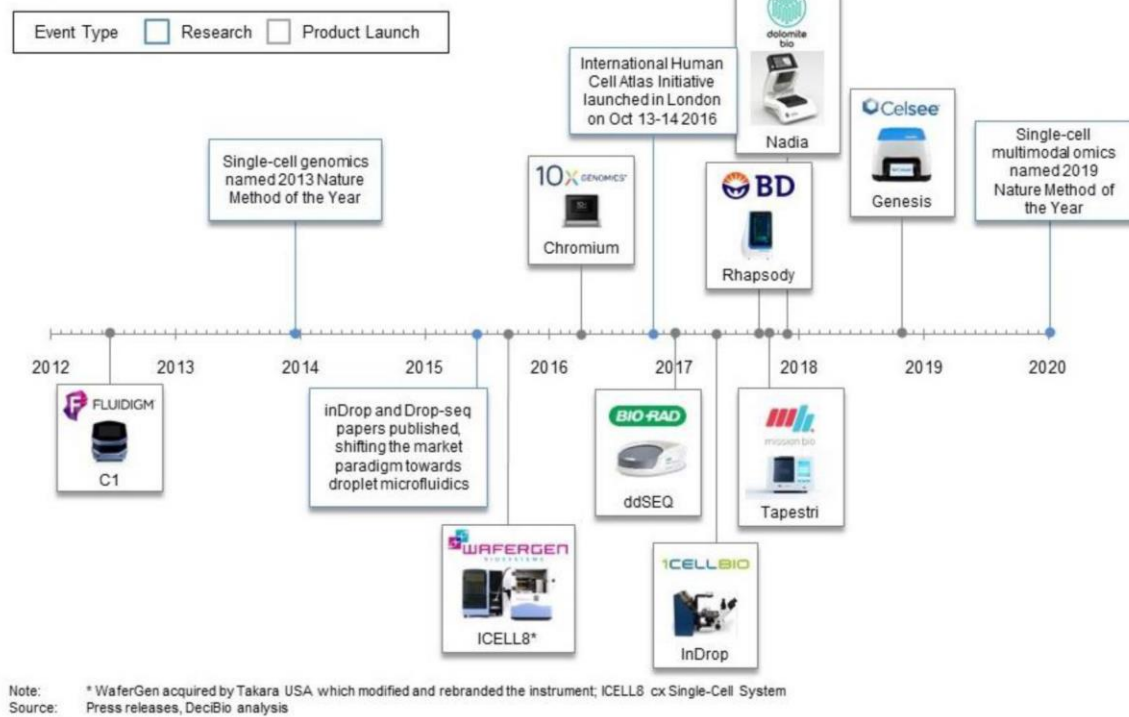 Event Type Research Product Launch
dolomite
bio
Nadia
International Human
Cell Atlas Initiative
launched in London
on Oct 13-14 2016
Celsee
Genesis
Single-cell
multimodal omics
named 2019
Nature Method of
the Year
Single-cell genomics
named 2013 Nature
Method of the Year
10X GENOMICS
Chromium
BD
Rhapsody
2012 2013 2014 2015 2016 2017 2018 2019 2020
FLUIDIGM
C1
inDrop and Drop-seq
papers published,
shifting the market
paradigm towards
droplet microfluidics
BIO-RAD
ddSEQ
mission bio
Tapestri
WAFERGEN
BIOSYSTEMS
ICELL8*
1CELLBIO
InDrop
Note: * WaferGen acquired by Takara USA which modified and rebranded the instrument; ICELL8 cx Single-Cell System
Source: Press releases, DeciBio analysis